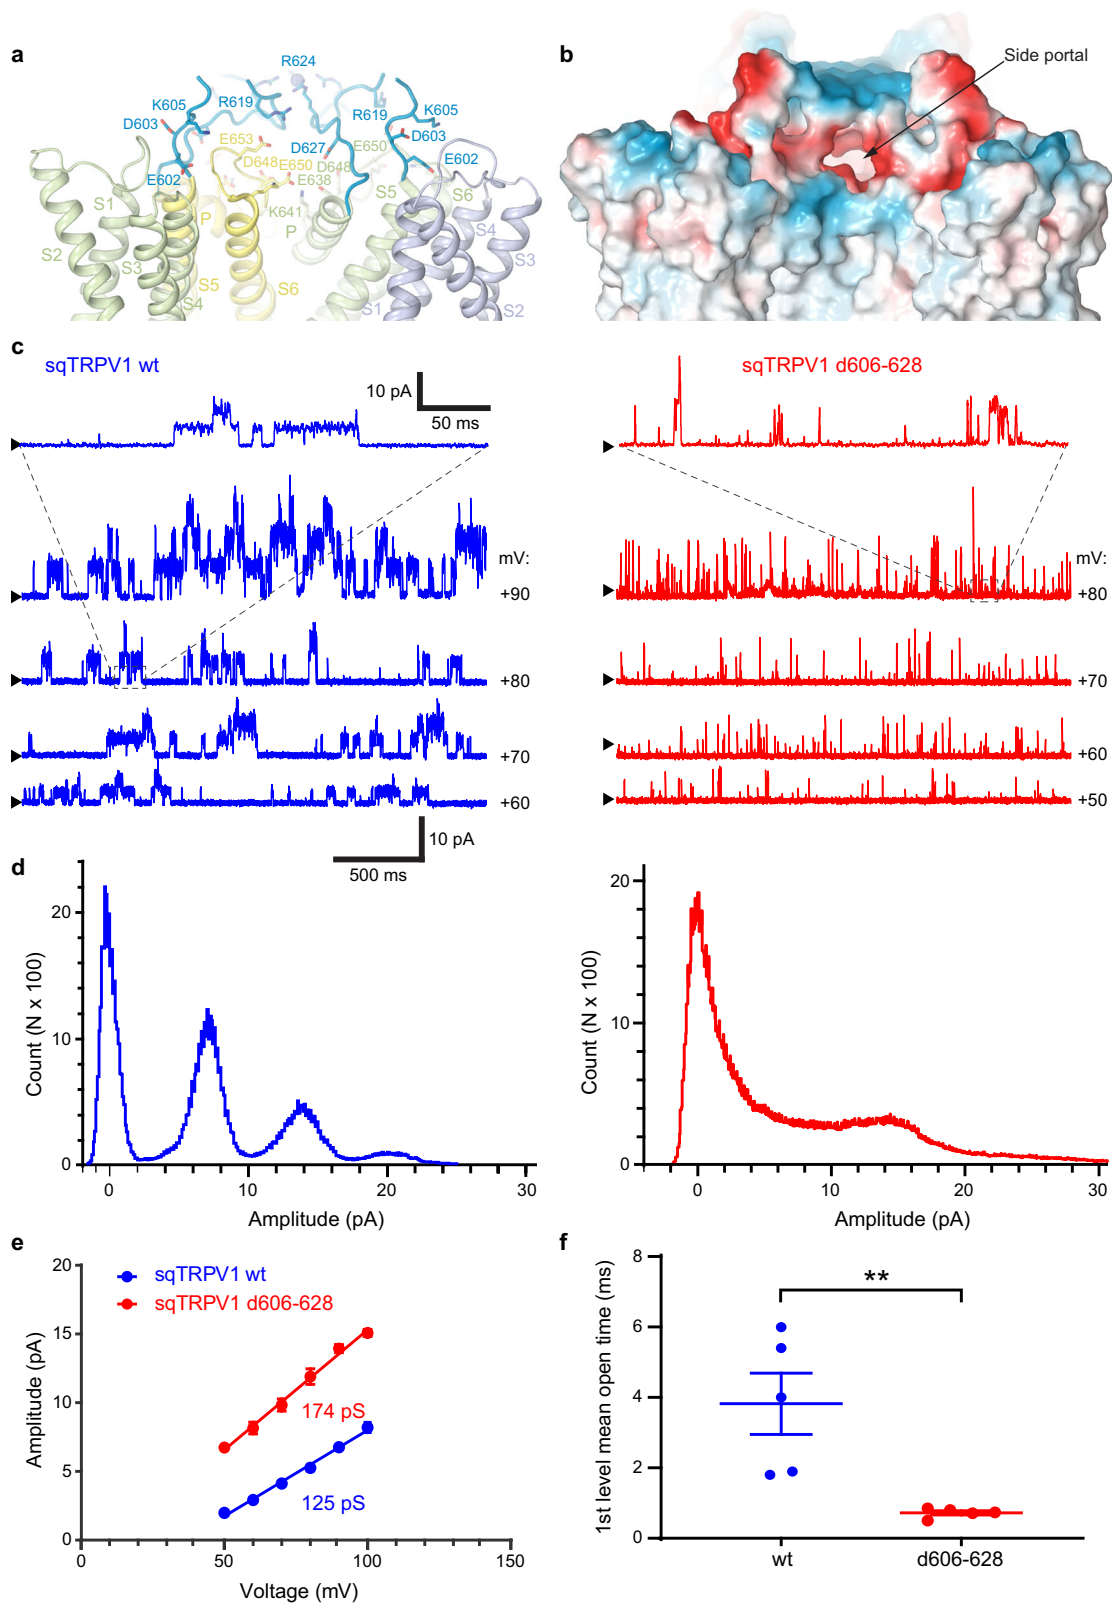 a
R624
K605
R619
D603
E653
D648
E650
E602
E638
K641
D627
D648
E650
R619
K605
D603
E602
S1
S2
S3
S4
S5
P
S6
P
S5
S6
S4
S3
S1
S2
b
Side portal
c
sqTRPV1 wt
10 pA
50 ms
mV:
+90
+80
+70
+60
10 pA
500 ms
sqTRPV1 d606-628
mV:
+80
+70
+60
+50
d
Count (N x 100)
20
10
0
0
10
20
30
Amplitude (pA)
Count (N x 100)
20
10
0
0
10
20
30
Amplitude (pA)
e
sqTRPV1 wt
sqTRPV1 d606-628
Amplitude (pA)
20
15
10
5
0
174 pS
125 pS
0
50
100
150
Voltage (mV)
f
1st level mean open time (ms)
8
6
4
2
0
**
wt
d606-628